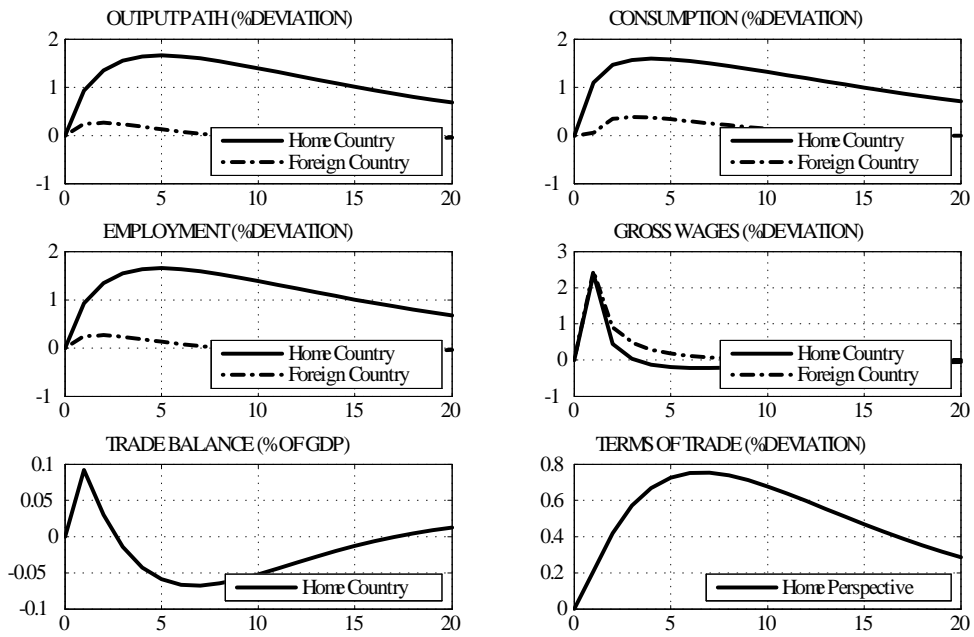 OUTPUT PATH (%DEVIATION)
2
1
0
-1
0 5 10 15 20
Home Country
Foreign Country
CONSUMPTION (%DEVIATION)
2
1
0
-1
0 5 10 15 20
Home Country
Foreign Country
EMPLOYMENT (%DEVIATION)
2
1
0
-1
0 5 10 15 20
Home Country
Foreign Country
GROSS WAGES (%DEVIATION)
3
2
1
0
-1
0 5 10 15 20
Home Country
Foreign Country
TRADE BALANCE (% OF GDP)
0.1
0.05
0
-0.05
-0.1
0 5 10 15 20
Home Country
TERMS OF TRADE (%DEVIATION)
0.8
0.6
0.4
0.2
0
0 5 10 15 20
Home Perspective